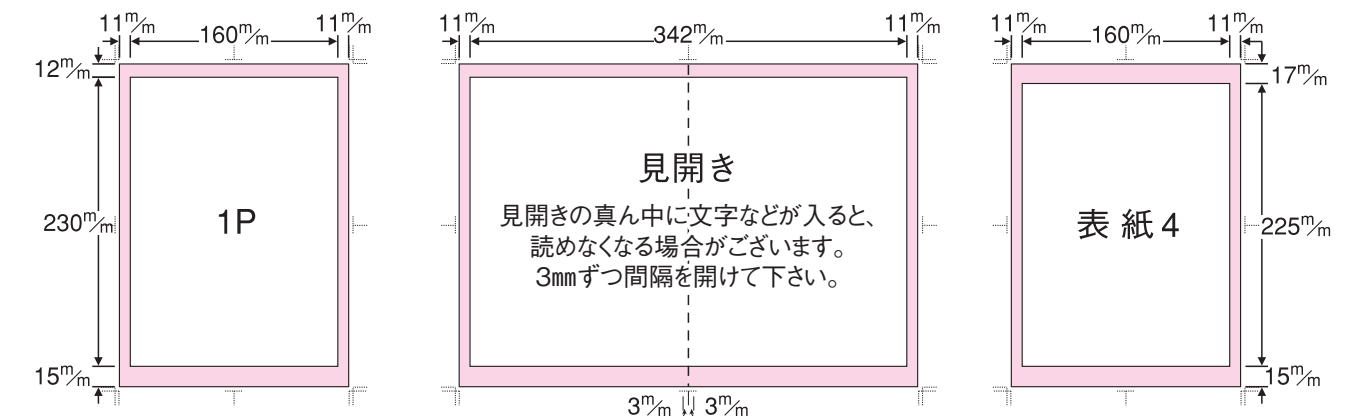 11m/m 160m/m 11m/m
12m/m
230m/m
1P
15m/m
11m/m 342m/m 11m/m
見開き
見開きの真ん中に文字などが入ると、
読めなくなる場合がございます。
3㎜ずつ間隔を開けて下さい。
3m/m 3m/m
11m/m 160m/m 11m/m
17m/m
表紙4
225m/m
15m/m